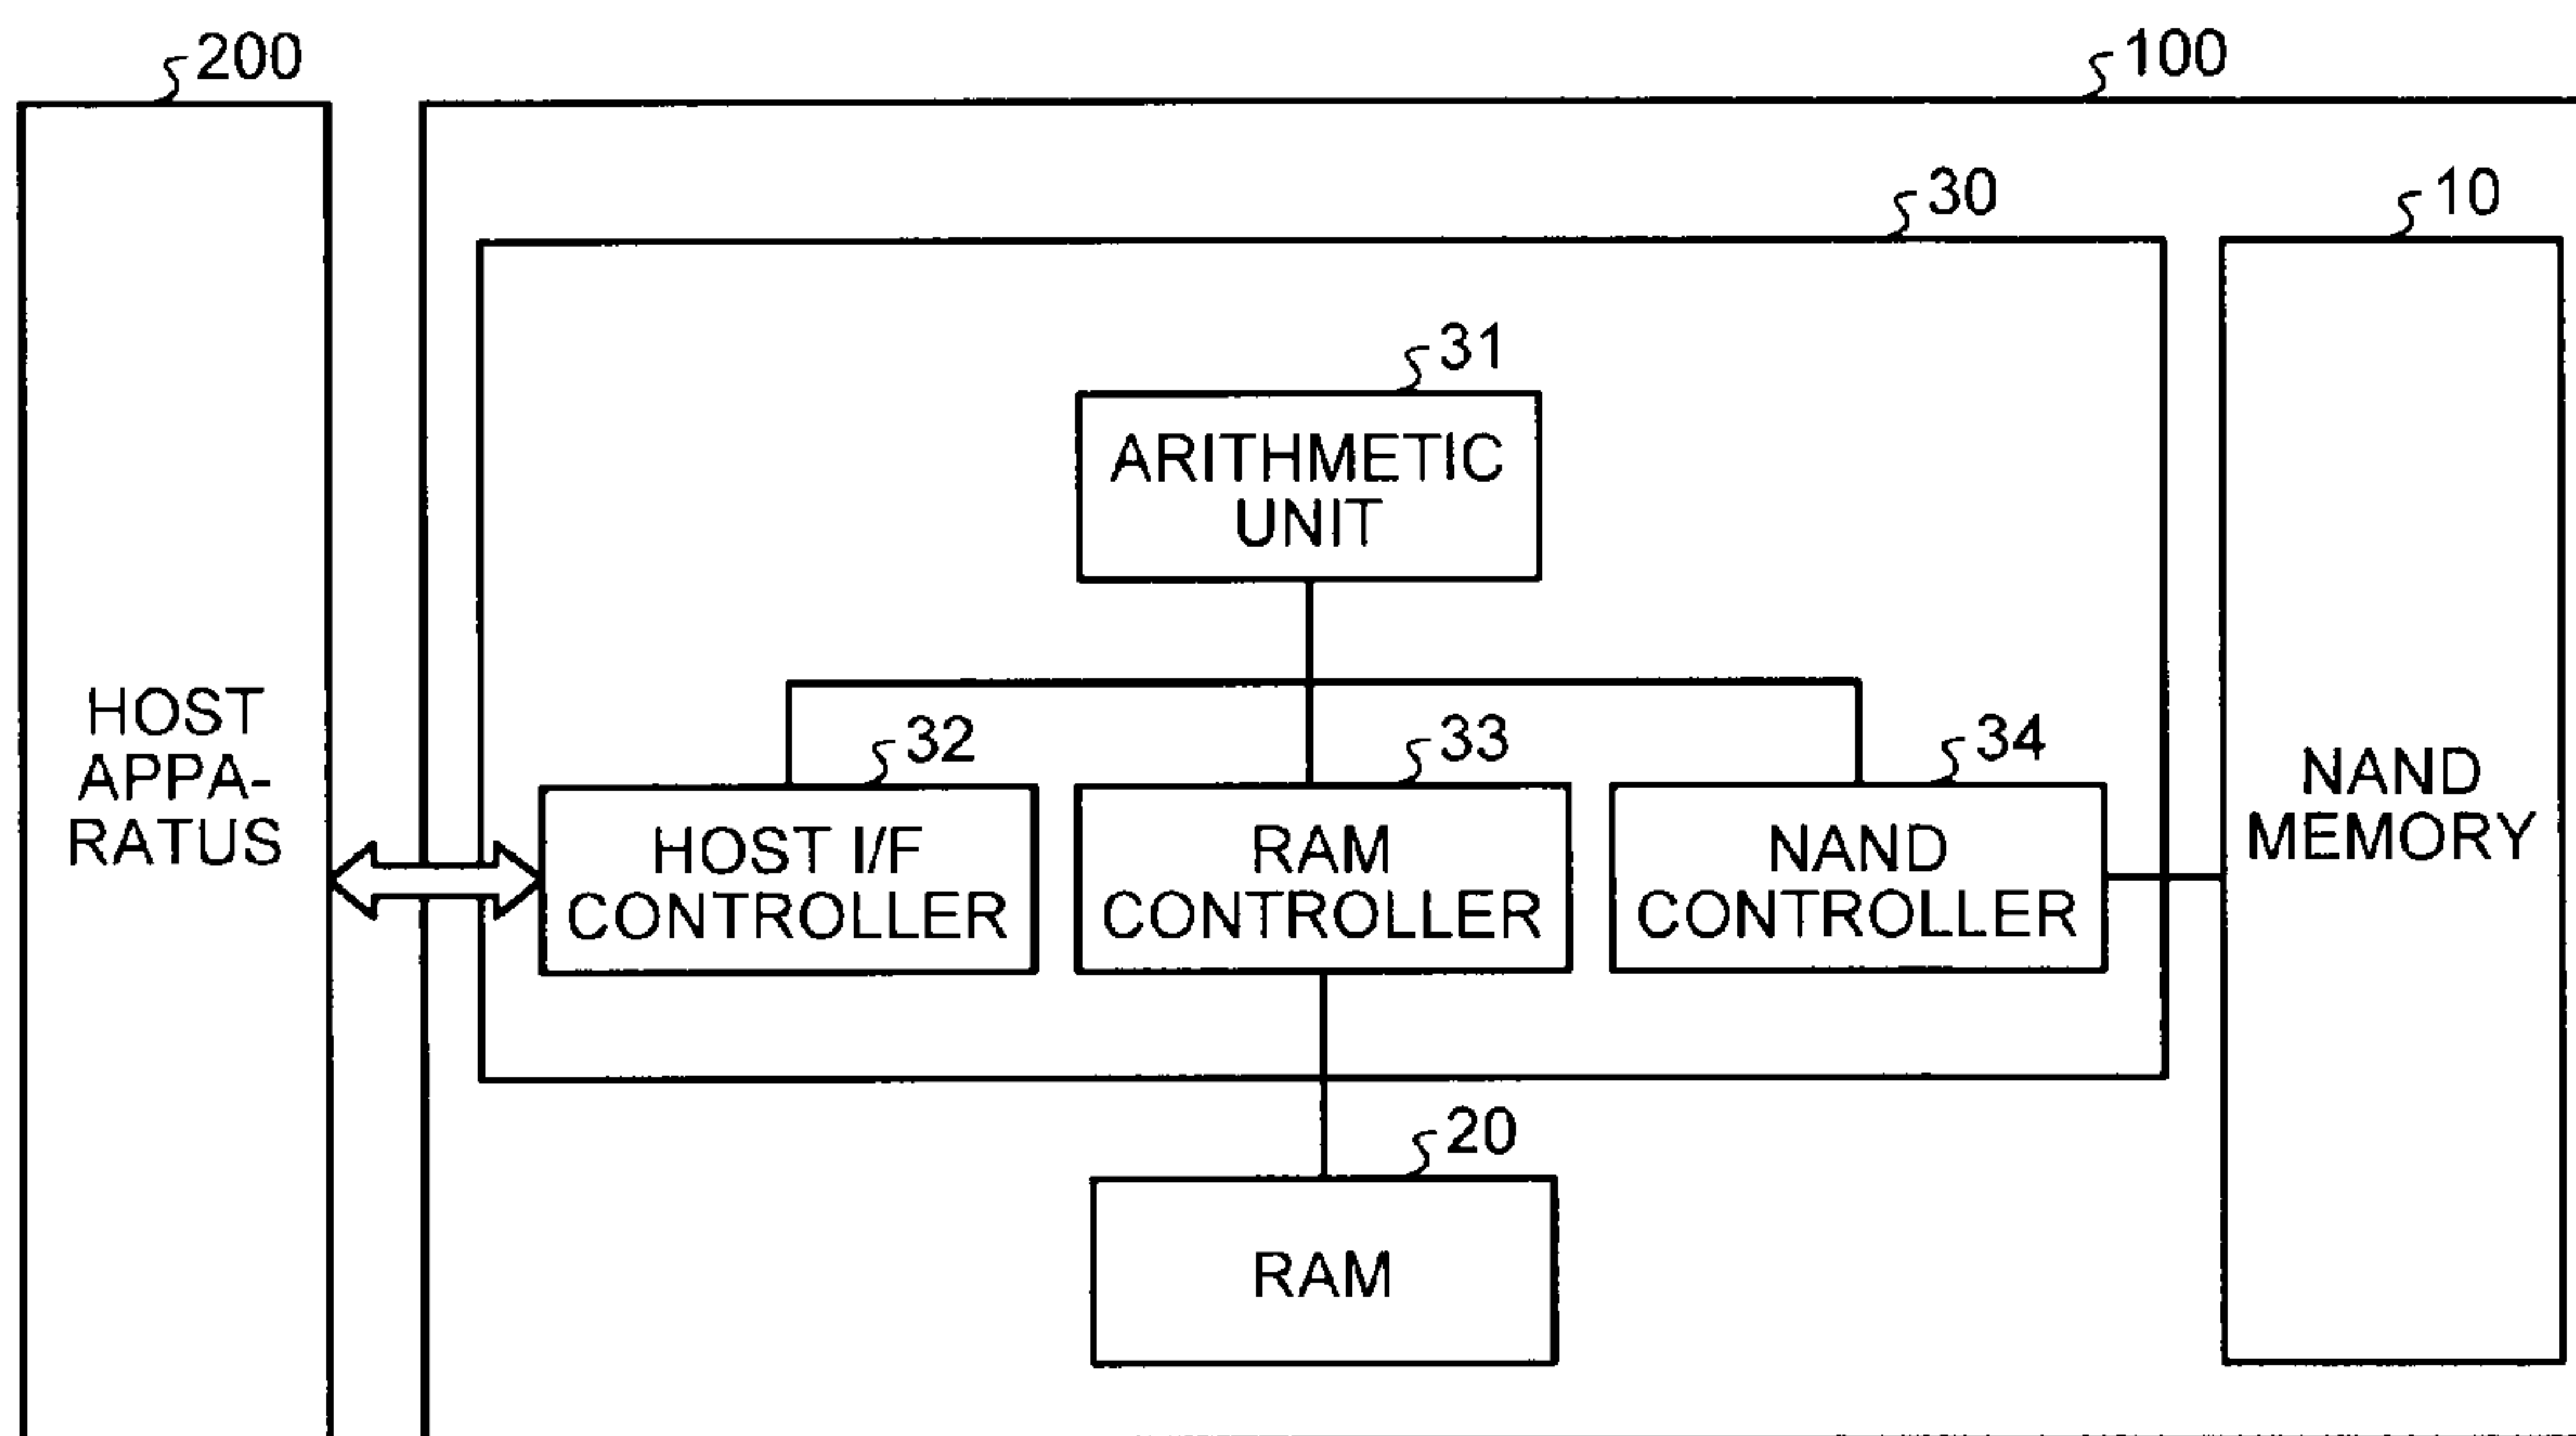 200
100
30
10
31
ARITHMETIC
UNIT
HOST
APPA-
RATUS
32
33
34
HOST I/F
CONTROLLER
RAM
CONTROLLER
NAND
CONTROLLER
NAND
MEMORY
20
RAM